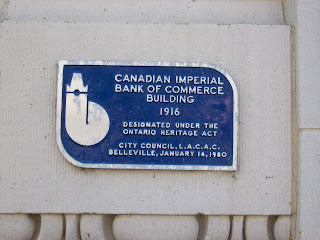 CANADIAN IMPERIAL
BANK OF COMMERCE
BUILDING
1916
DESIGNATED UNDER THE
ONTARIO HERITAGE ACT
CITY COUNCIL, L.A.C.A.C.
BELLEVILLE, JANUARY 14, 1980